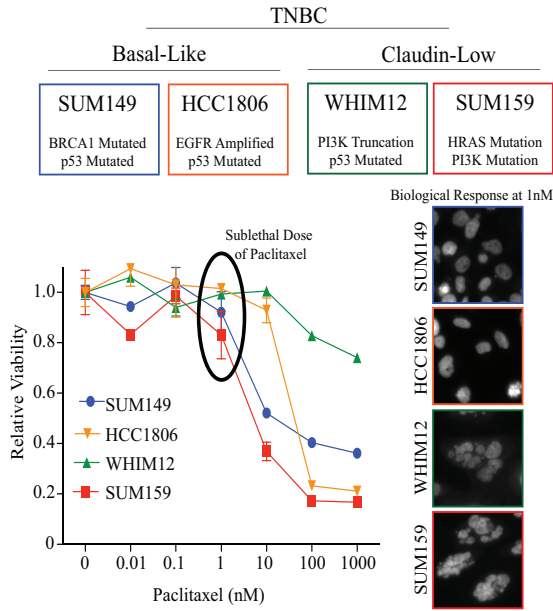 TNBC
Basal-Like
Claudin-Low
SUM149
BRCA1 Mutated
p53 Mutated
HCC1806
EGFR Amplified
p53 Mutated
WHIM12
PI3K Truncation
p53 Mutated
SUM159
HRAS Mutation
PI3K Mutation
Biological Response at 1nM
Sublethal Dose
of Paclitaxel
Relative Viability
1.0
0.8
0.6
0.4
0.2
0
0.01
0.1
1
10
100
1000
Paclitaxel (nM)
SUM149
HCC1806
WHIM12
SUM159
SUM149
HCC1806
WHIM12
SUM159